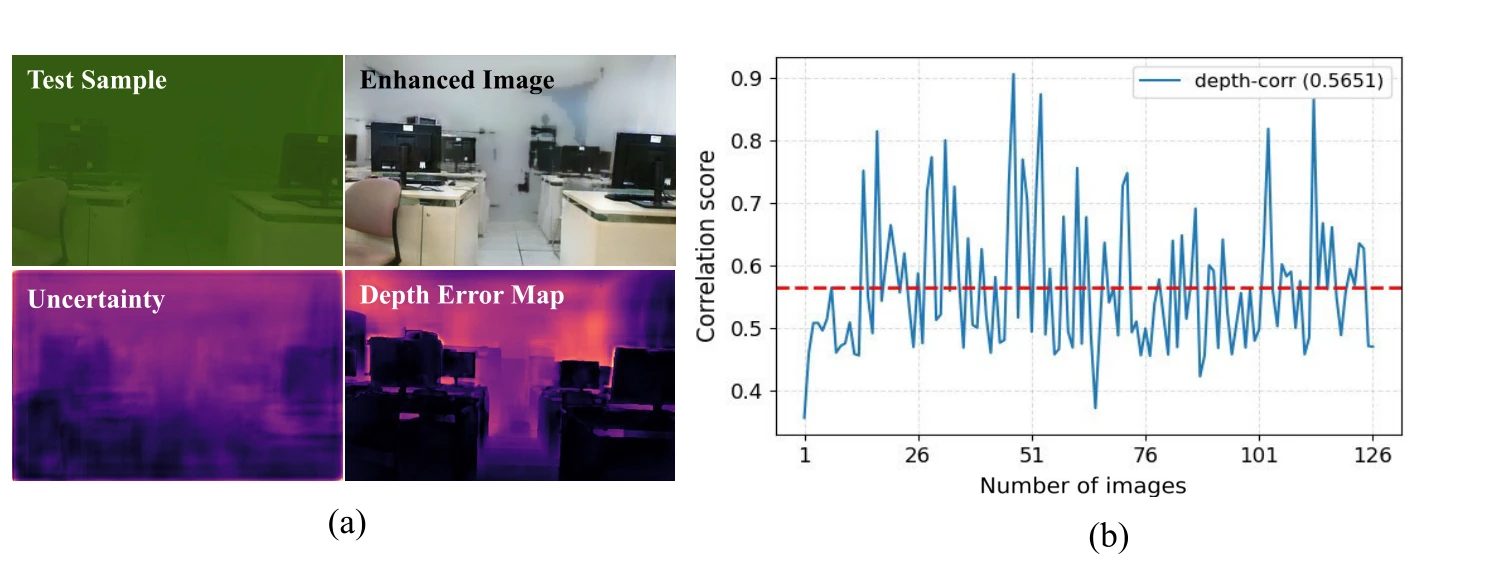 Test Sample
Enhanced Image
Uncertainty
Depth Error Map
(a)
depth-corr (0.5651)
Correlation score
0.9
0.8
0.7
0.6
0.5
0.4
1 26 51 76 101 126
Number of images
(b)